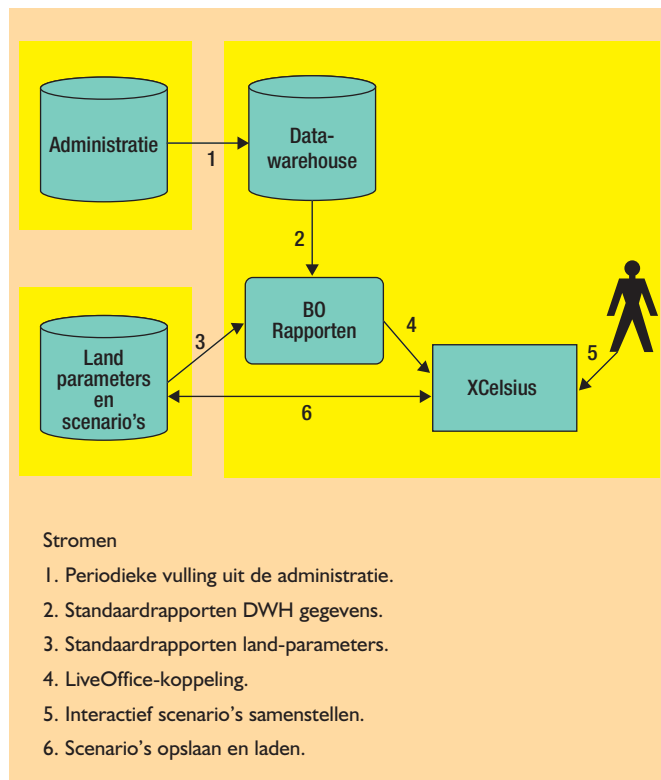 Administratie
1
Data-
warehouse
2
BO
Rapporten
3
4
Land
parameters
en
scenario's
5
XCelsius
6
Stromen
1. Periodieke vulling uit de administratie.
2. Standaardrapporten DWH gegevens.
3. Standaardrapporten land-parameters.
4. LiveOffice-koppeling.
5. Interactief scenario's samenstellen.
6. Scenario's opslaan en laden.